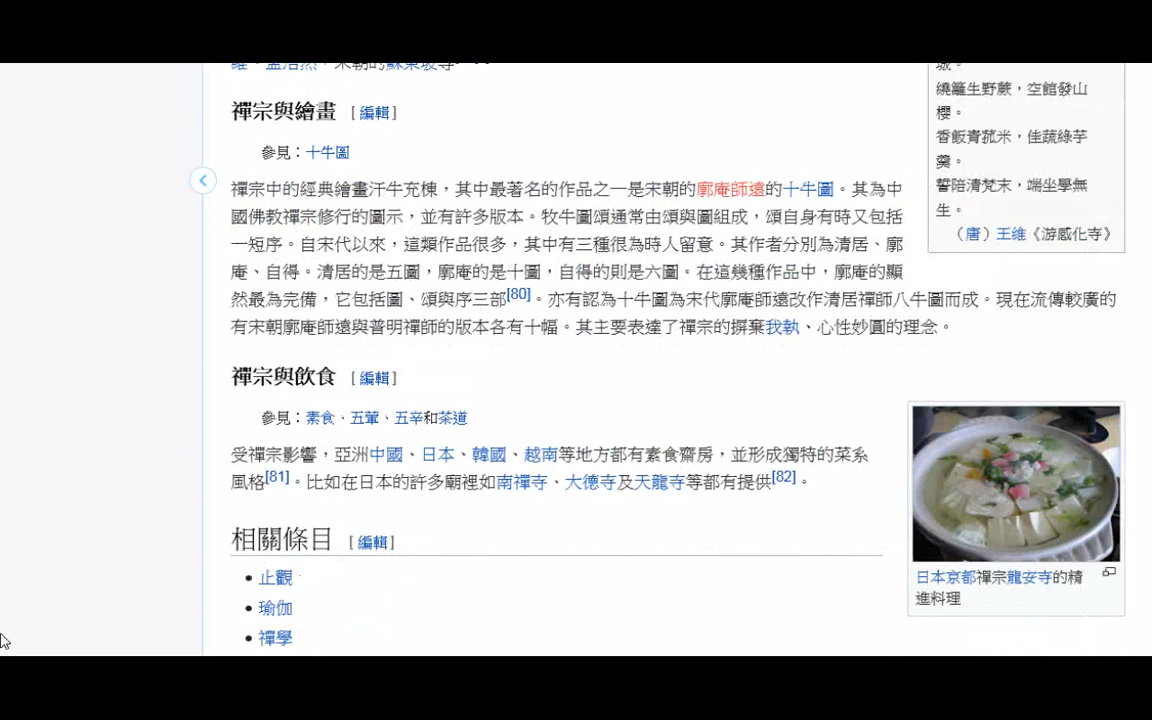 維、孟浩然，宋朝的蘇東坡等。
禪宗與繪畫 [編輯]
參見：十牛圖
禪宗中的經典繪畫汗牛充棟，其中最著名的作品之一是宋朝的廓庵師遠的十牛圖。其為中
國佛教禪宗修行的圖示，並有許多版本。牧牛圖頌通常由頌與圖組成，頌自身有時又包括
一短序。自宋代以來，這類作品很多，其中有三種很為時人留意。其作者分別為清居、廓
庵、自得。清居的是五圖，廓庵的是十圖，自得的則是六圖。在這幾種作品中，廓庵的顯
然最為完備，它包括圖、頌與序三部[80]。亦有認為十牛圖為宋代廓庵師遠改作清居禪師八牛圖而成。現在流傳較廣的
有宋朝廓庵師遠與普明禪師的版本各有十幅。其主要表達了禪宗的摒棄我執、心性妙圓的理念。
禪宗與飲食 [編輯]
參見：素食、五葷、五辛和茶道
受禪宗影響，亞洲中國、日本、韓國、越南等地方都有素食齋房，並形成獨特的菜系
風格[81]。比如在日本的許多廟裡如南禪寺、大德寺及天龍寺等都有提供[82]。
相關條目 [編輯]
止觀
瑜伽
禪學
城。
繞籬生野蕨，空館發山
櫻。
香飯青菰米，佳蔬綠芋
羹。
誓陪清梵末，端坐學無
生。
（唐）王維《游感化寺》
日本京都禪宗龍安寺的精
進料理